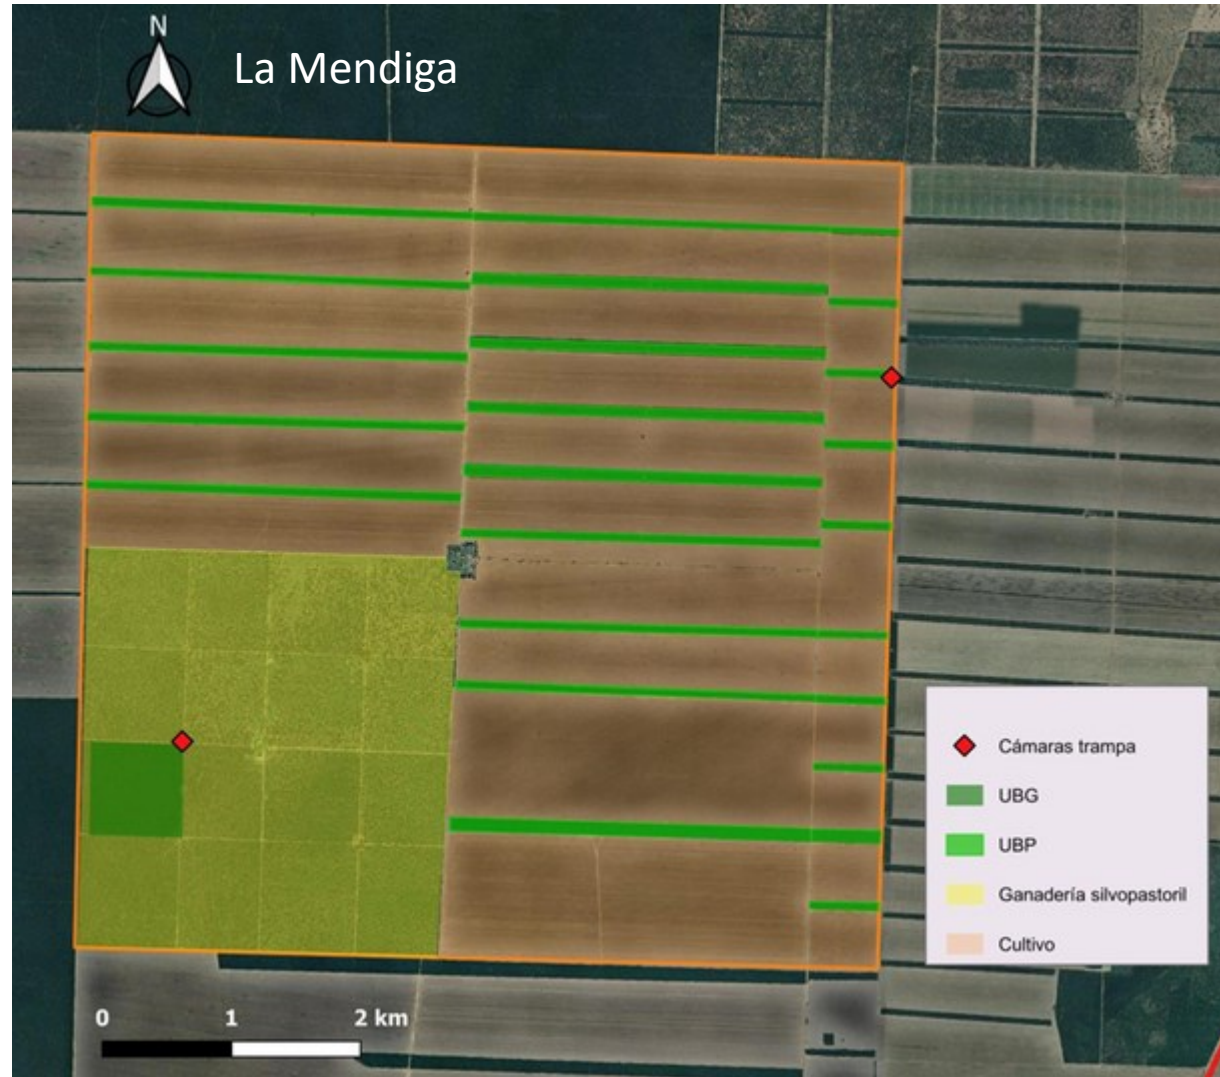 N
La Mendiga
Cámaras trampa
UBG
UBP
Ganadería silvopastoril
Cultivo
0 1 2 km